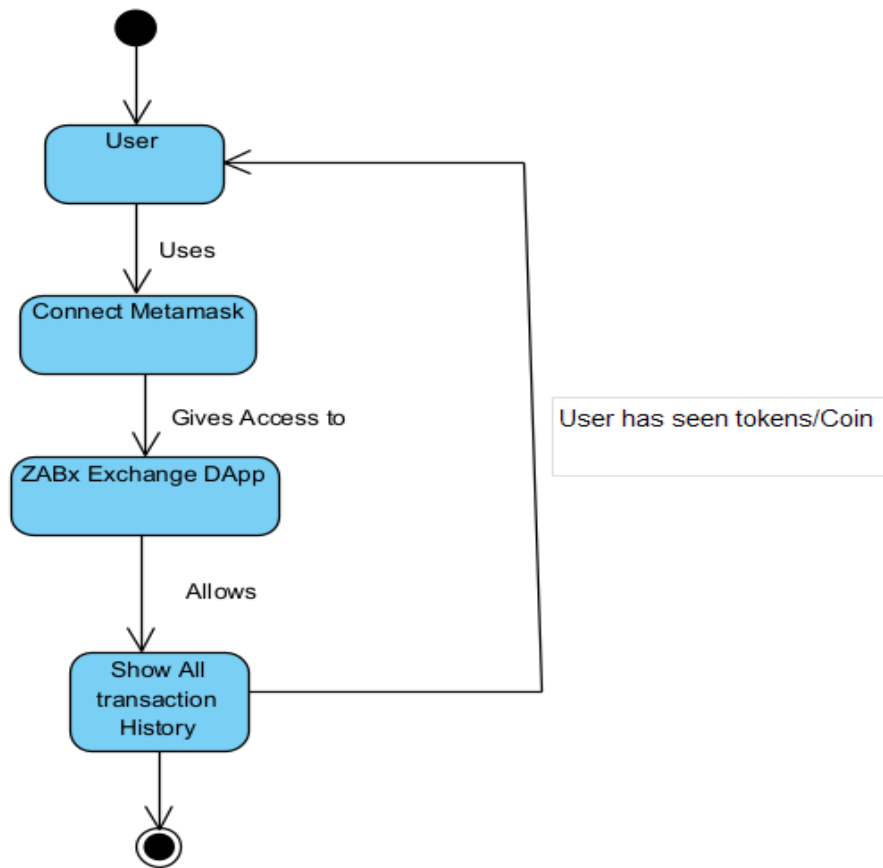 User
Uses
Connect Metamask
Gives Access to
User has seen tokens/Coin
ZABx Exchange DApp
Allows
Show All
transaction
History